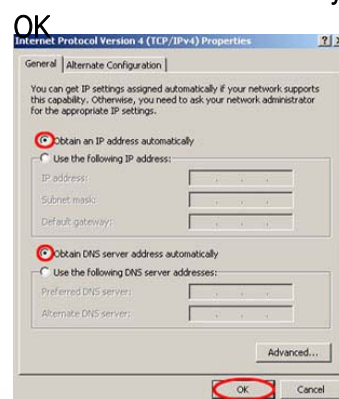 OK
Internet Protocol Version 4 (TCP/IPv4) Properties
General Alternate Configuration
You can get IP settings assigned automatically if your network supports
this capability. Otherwise, you need to ask your network administrator
for the appropriate IP settings.
Obtain an IP address automatically
Use the following IP address:
IP address:
Subnet mask:
Default gateway:
Obtain DNS server address automatically
Use the following DNS server addresses:
Preferred DNS server:
Alternate DNS server:
Advanced...
OK Cancel